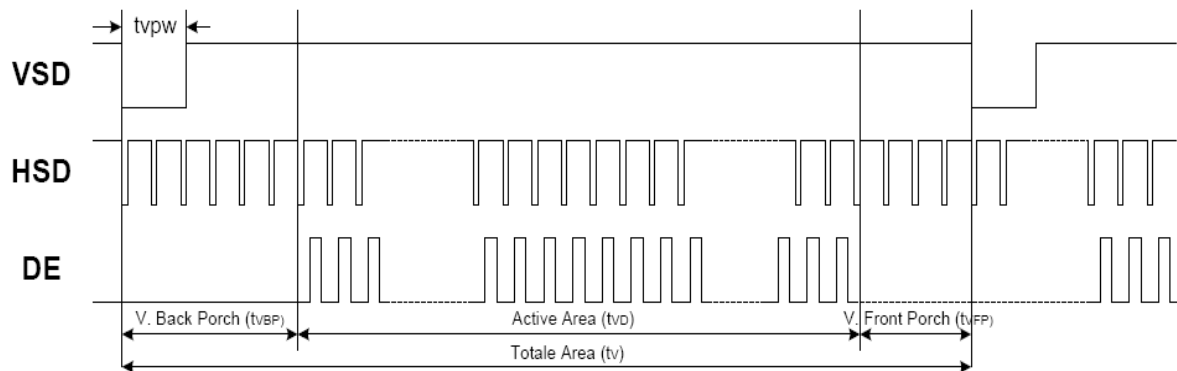 tvpw
VSD
HSD
DE
V. Back Porch (tVBP)
Active Area (tVD)
V. Front Porch (tVFP)
Totale Area (tV)